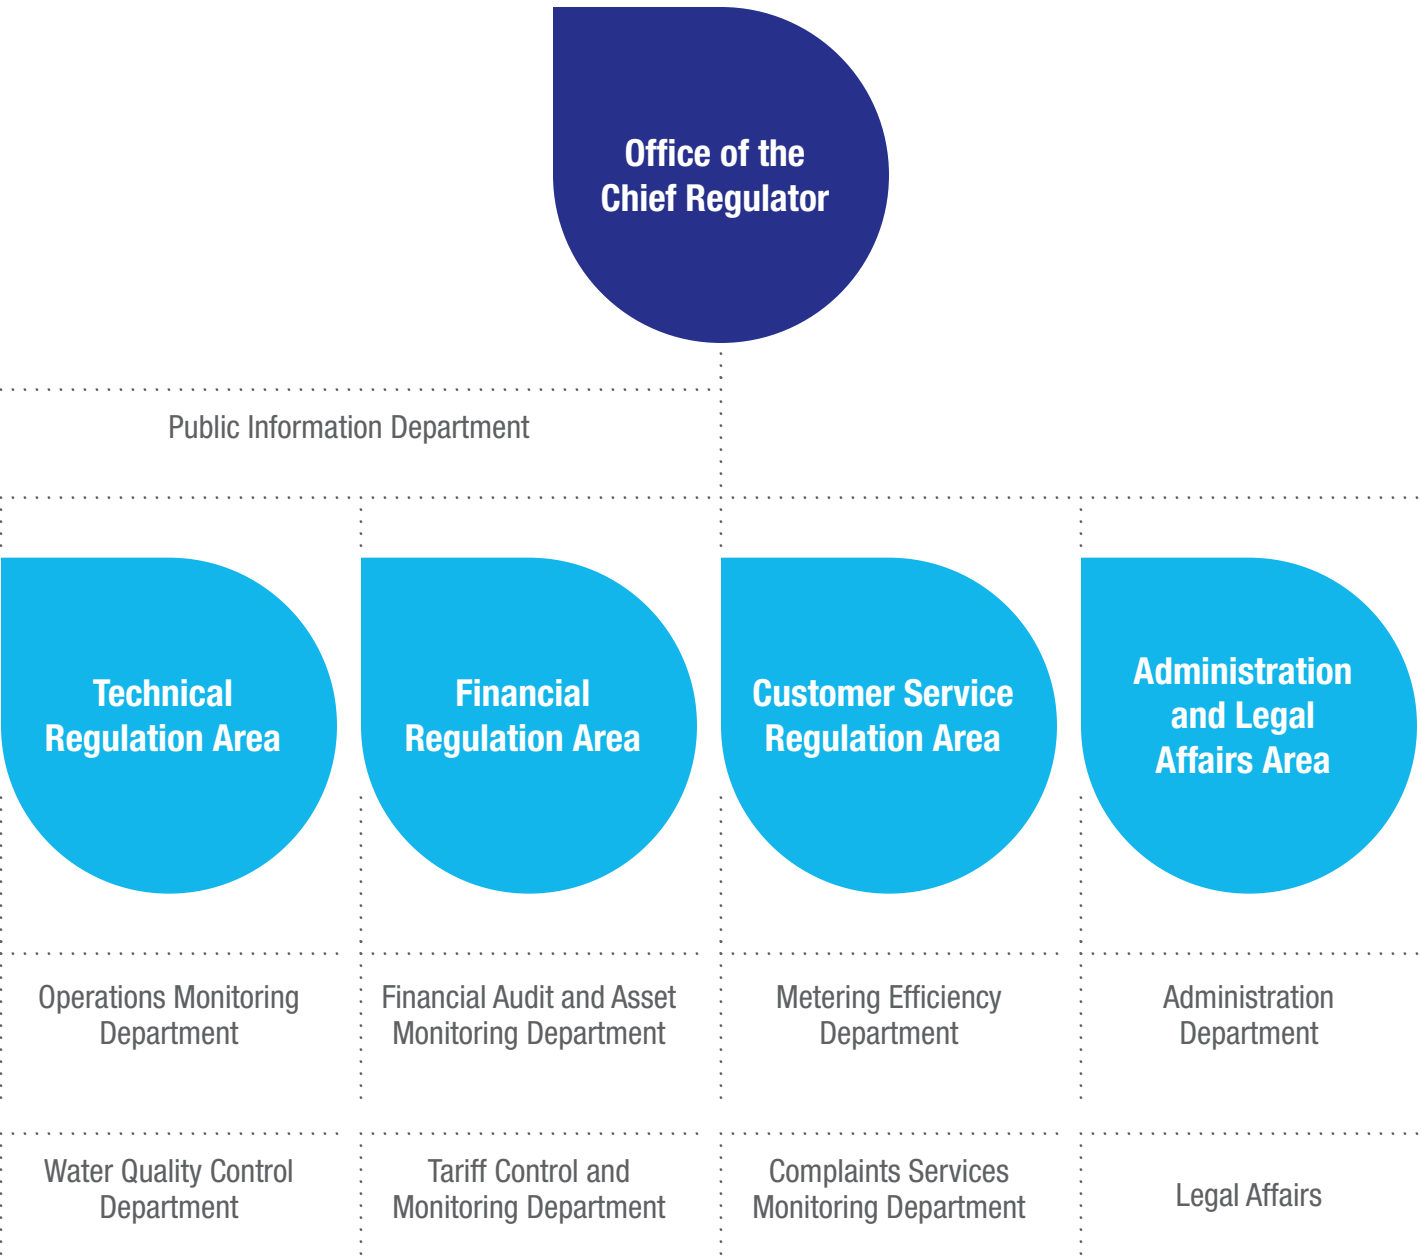 Office of the
Chief Regulator
Public Information Department
Technical
Regulation Area
Financial
Regulation Area
Customer Service
Regulation Area
Administration
and Legal
Affairs Area
Operations Monitoring
Department
Financial Audit and Asset
Monitoring Department
Metering Efficiency
Department
Administration
Department
Water Quality Control
Department
Tariff Control and
Monitoring Department
Complaints Services
Monitoring Department
Legal Affairs